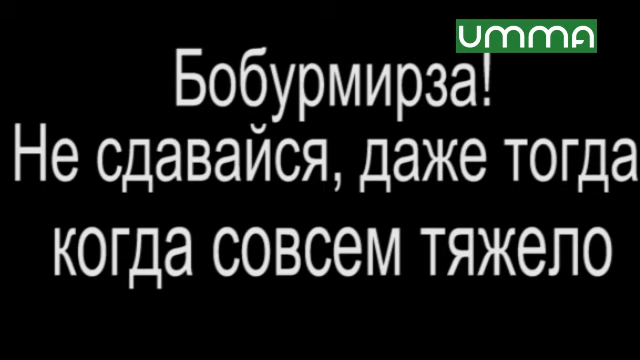 UMMA
Бобурмирза!
Не сдавайся, даже тогда
когда совсем тяжело